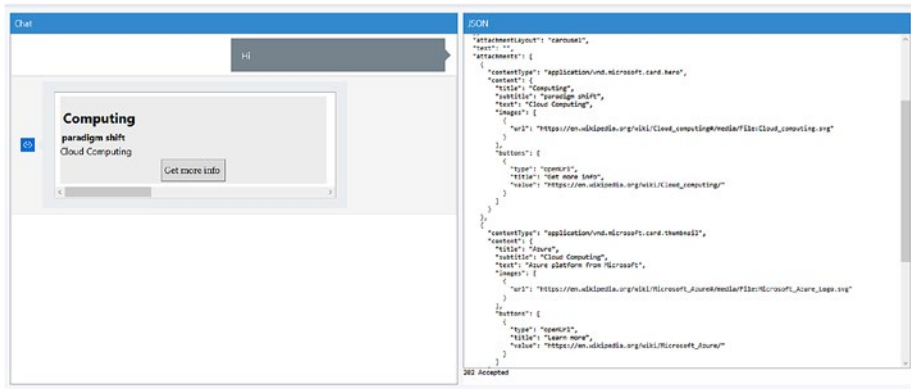 Chat
Hi
Computing
paradigm shift
Cloud Computing
Get more info
JSON
"attachmentLayout": "carousel",
"text": "",
"attachments": [
{
"contentType": "application/vnd.microsoft.card.hero",
"content": {
"title": "Computing",
"subtitle": "paradigm shift",
"text": "Cloud Computing",
"images": [
{
"url": "https://en.wikipedia.org/wiki/Cloud_computing#/media/File:Cloud_computing.svg"
}
],
"buttons": [
{
"type": "openUrl",
"title": "Get more info",
"value": "https://en.wikipedia.org/wiki/Cloud_computing/"
}
]
}
},
{
"contentType": "application/vnd.microsoft.card.thumbnail",
"content": {
"title": "Azure",
"subtitle": "Cloud Computing",
"text": "Azure platform from Microsoft",
"images": [
{
"url": "https://en.wikipedia.org/wiki/Microsoft_Azure#/media/File:Microsoft_Azure_Logo.svg"
}
],
"buttons": [
{
"type": "openUrl",
"title": "Learn more",
"value": "https://en.wikipedia.org/wiki/Microsoft_Azure/"
}
]
202 Accepted